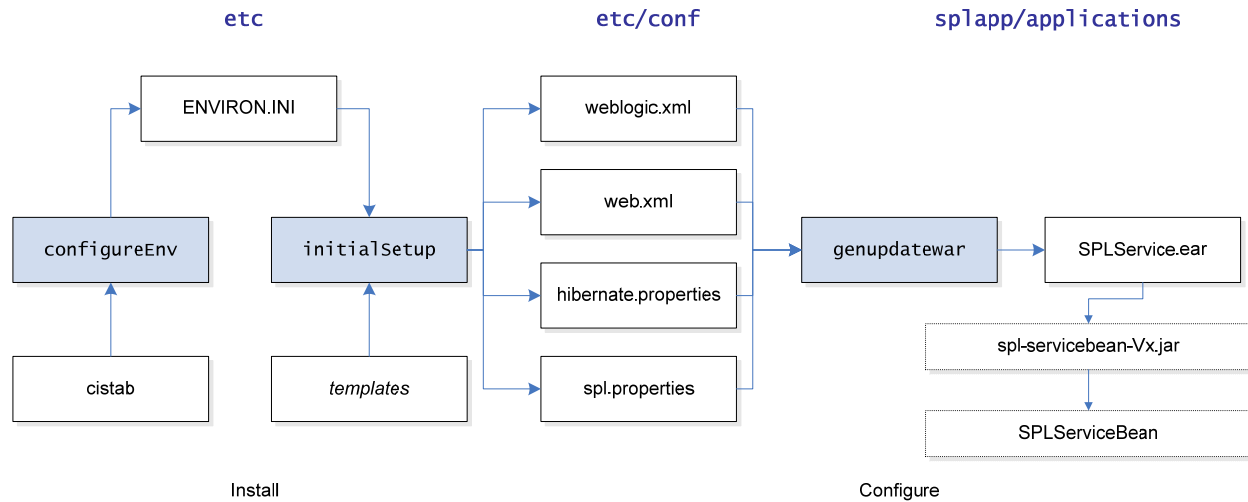 etc
etc/conf
splapp/applications
ENVIRON.INI
weblogic.xml
web.xml
configureEnv
initialSetup
genupdatewar
SPLService.ear
hibernate.properties
spl-servicebean-Vx.jar
cistab
templates
spl.properties
SPLServiceBean
Install
Configure